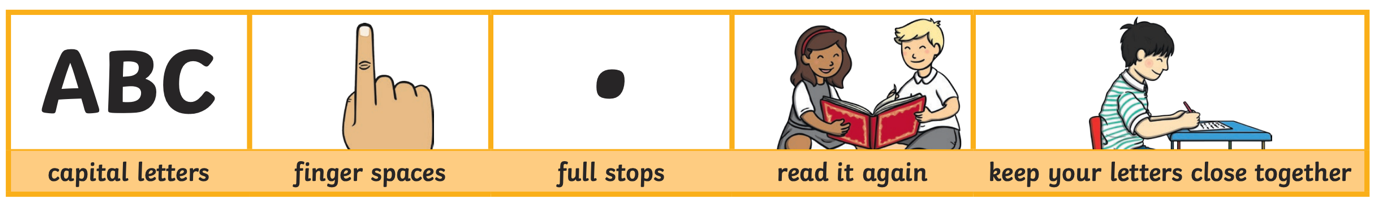 ABC
capital letters
finger spaces
full stops
read it again
keep your letters close together